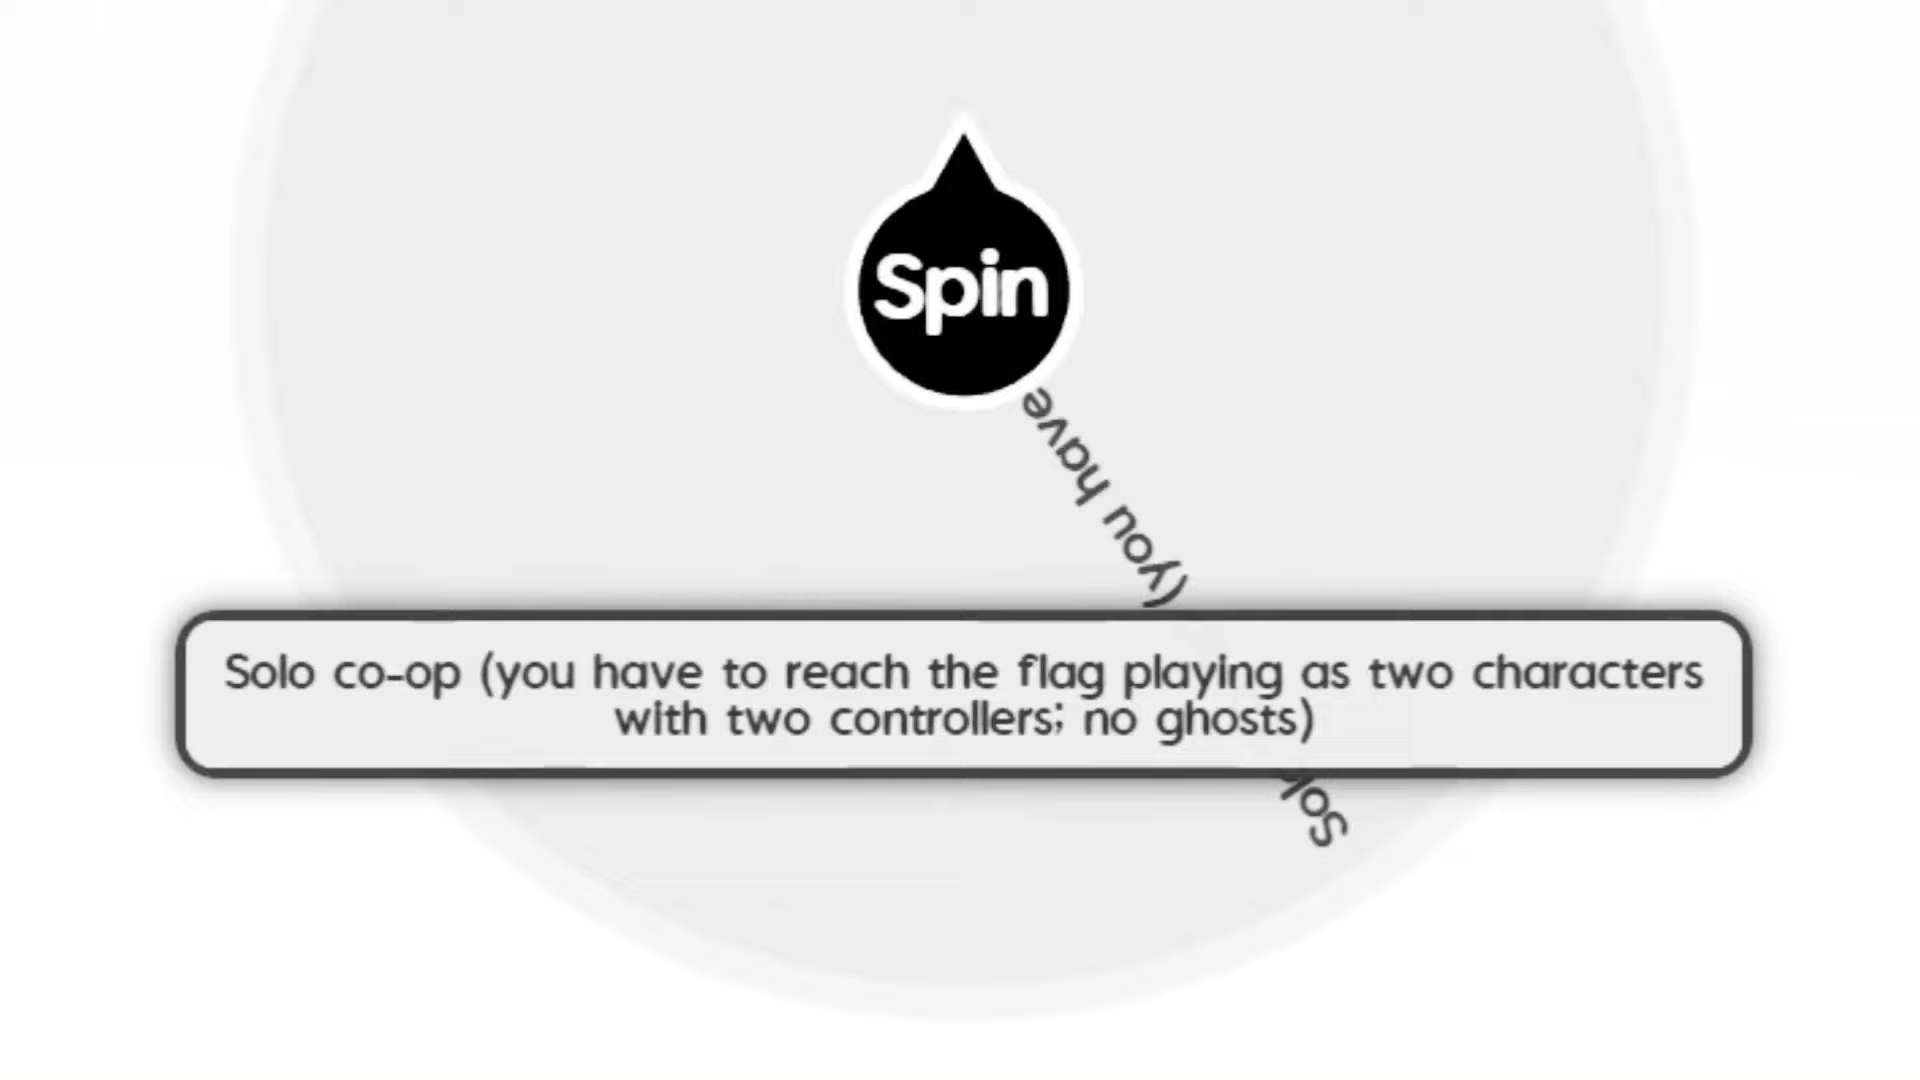 Spin
(you have
Solo co-op (you have to reach the flag playing as two characters
with two controllers; no ghosts)
Sol